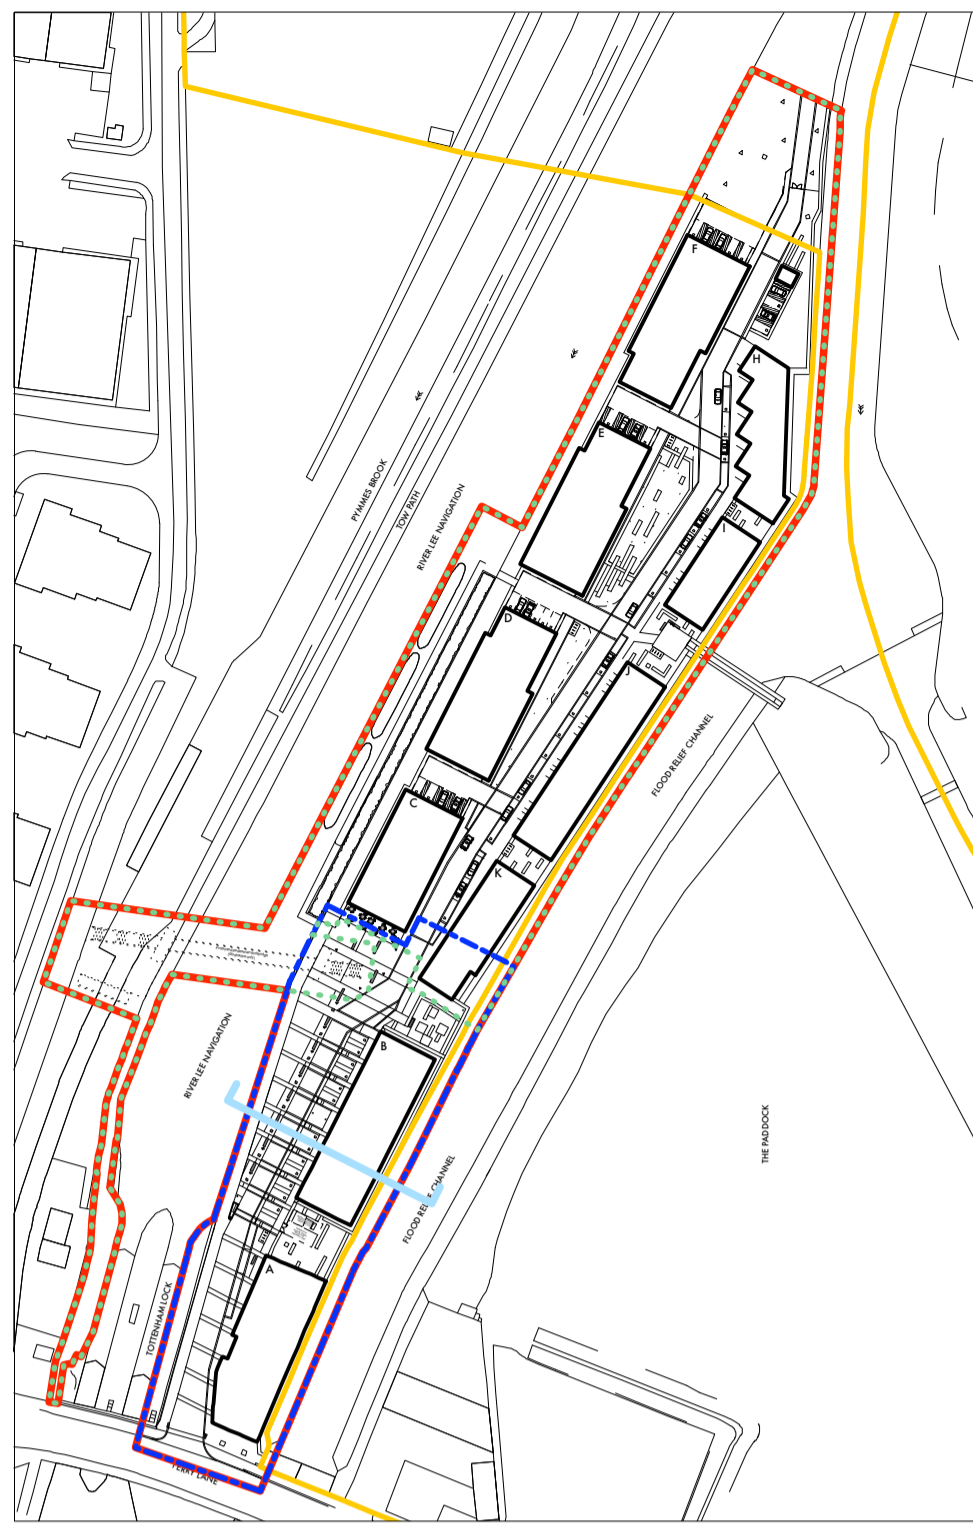 F
H
E
I
PYMMES BROOK
TOW PATH
RIVER LEE NAVIGATION
D
J
FLOOD RELIEF CHANNEL
C
K
RIVER LEE NAVIGATION
B
THE PADDOCK
FLOOD RELIEF CHANNEL
A
TOTTENHAM LOCK
FERRY LANE